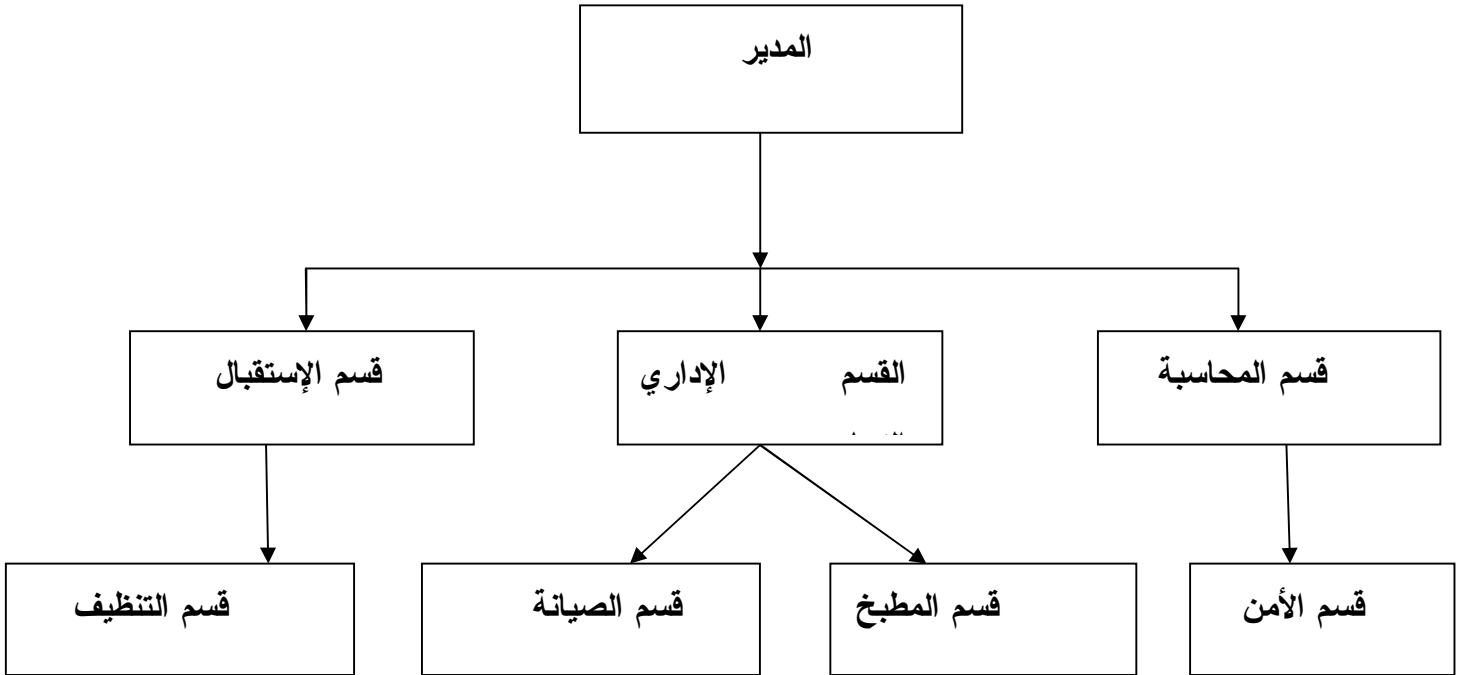 المدير
قسم المحاسبة
القسم الإداري
قسم الإستقبال
قسم الأمن
قسم المطبخ
قسم الصيانة
قسم التنظيف